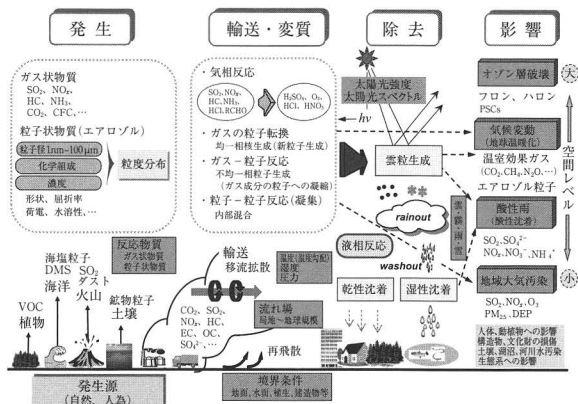 発生
ガス状物質
SO₂, NOₓ,
HC, NH₃,
CO₂, CFC,…
粒子状物質(エアロゾル)
粒子径1nm~100μm
化学組成
濃度
粒度分布
形状、屈折率
荷電、水溶性、…
輸送・変質
・気相反応
SO₂,NOₓ,
HC,NH₃,
HCl,RCHO
H₂SO₄, O₃,
HCl, HNO₃
・ガスの粒子転換
均一相核生成(新粒子生成)
・ガス-粒子反応
不均一相粒子生成
(ガス成分の粒子への凝縮)
・粒子-粒子反応(凝集)
内部混合
除去
太陽光強度
太陽光スペクトル
hν
雲粒生成
rainout
雲・霧・雨・雪
液相反応
washout
乾性沈着
湿性沈着
影響
オゾン層破壊
大
フロン、ハロン
PSCs
気候変動
(地球温暖化)
温室効果ガス
(CO₂,CH₄,N₂O,…)
エアロゾル粒子
空間レベル
酸性雨
(酸性沈着)
SO₂,SO₄²⁻
NOₓ,NO₃⁻,NH₄⁺
地域大気汚染
小
SO₂,NOₓ,O₃
PM₂.₅,DEP
人体、動植物への影響
構造物、文化財の損傷
土壌、湖沼、河川水汚染
生態系への影響
反応物質
ガス状物質
粒子状物質
海塩粒子
DMS
海洋
SO₂
ダスト
火山
VOC
植物
鉱物粒子
土壌
輸送
移流拡散
温度(温度勾配)
湿度
圧力
CO₂, SO₂,
NOₓ, HC,
EC, OC,
SO₄²⁻,…
流れ場
局地~地球規模
再飛散
発生源
(自然、人為)
境界条件
地面、水面、植生、建造物等